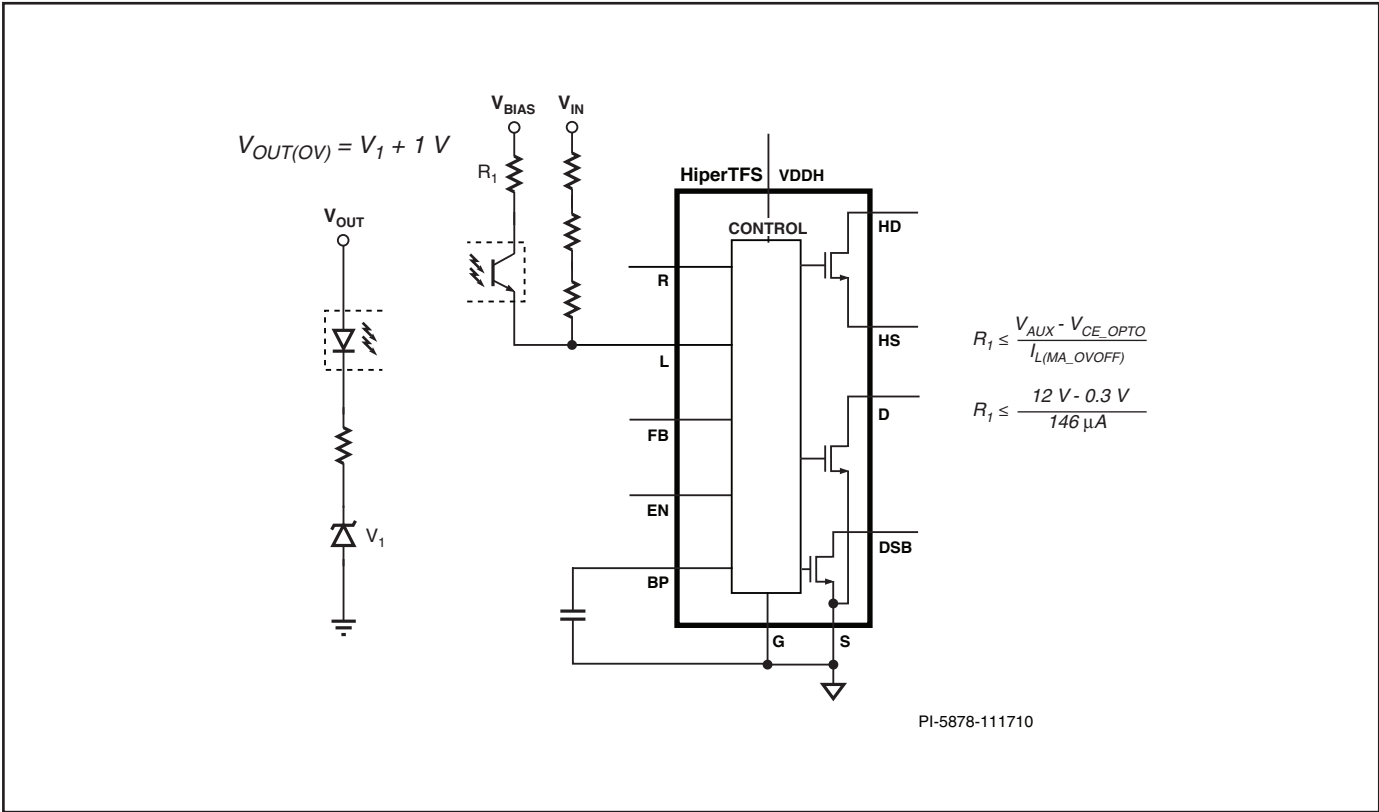 V_BIAS V_IN
V_OUT(OV) = V_1 + 1 V
R_1
HiperTFS VDDH
V_OUT
CONTROL
HD
R
HS
R_1 ≤ (V_AUX - V_CE_OPTO) / I_L(MA_OVOFF)
L
D
R_1 ≤ (12 V - 0.3 V) / 146 μA
FB
EN
V_1
DSB
BP
G S
PI-5878-111710